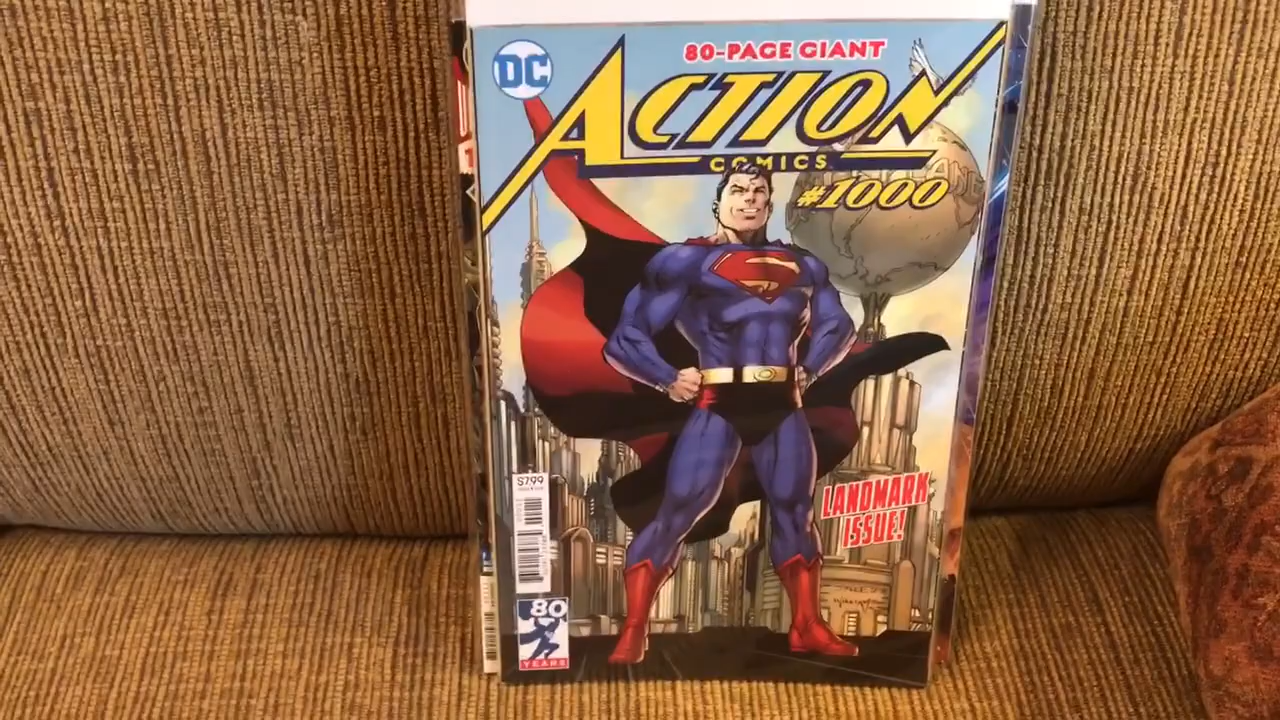 DC
80-PAGE GIANT
ACTION
COMICS
#1000
$7.99
LANDMARK
ISSUE!
80
YEARS